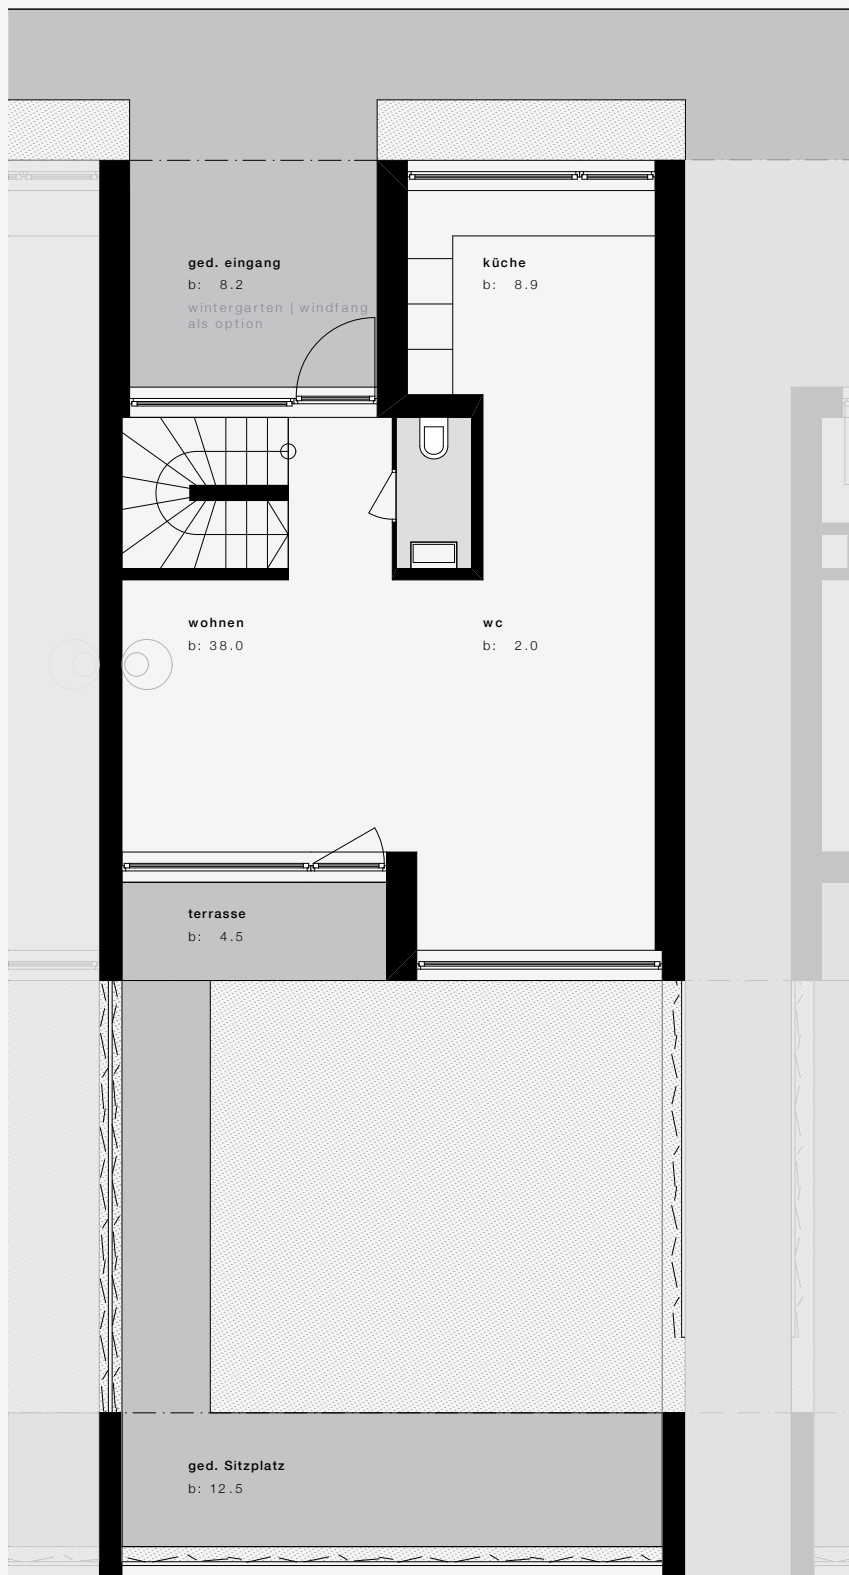 ged. eingang
b: 8.2
wintergarten | windfang
als option
küche
b: 8.9
wohnen
b: 38.0
wc
b: 2.0
terrasse
b: 4.5
ged. Sitzplatz
b: 12.5